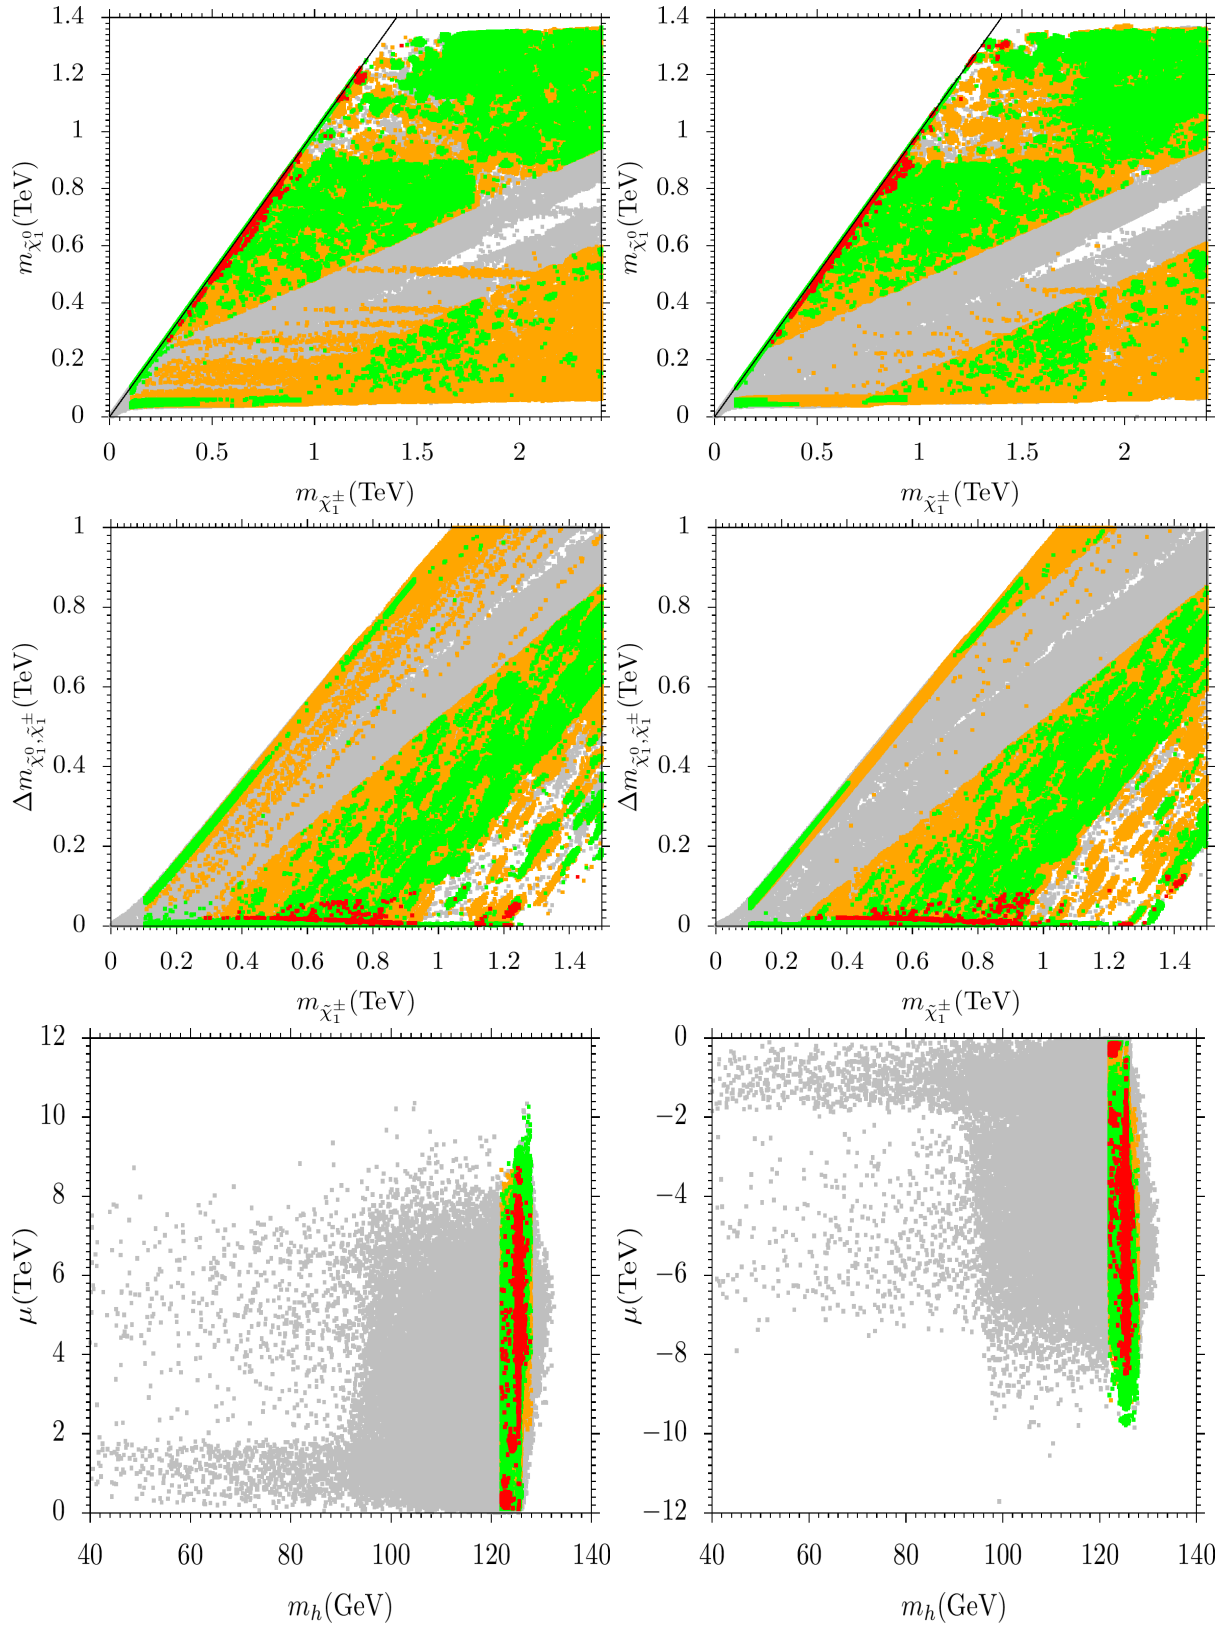 1.4 1.2 1 0.8 0.6 0.4 0.2 0
m_{\tilde{\chi}_1^0}(TeV)
0 0.5 1 1.5 2
m_{\tilde{\chi}_1^{\pm}}(TeV)
1.4 1.2 1 0.8 0.6 0.4 0.2 0
m_{\tilde{\chi}_1^0}(TeV)
0 0.5 1 1.5 2
m_{\tilde{\chi}_1^{\pm}}(TeV)
1 0.8 0.6 0.4 0.2 0
Δm_{\tilde{\chi}_1^0,\tilde{\chi}_1^{\pm}}(TeV)
0 0.2 0.4 0.6 0.8 1 1.2 1.4
m_{\tilde{\chi}_1^{\pm}}(TeV)
1 0.8 0.6 0.4 0.2 0
Δm_{\tilde{\chi}_1^0,\tilde{\chi}_1^{\pm}}(TeV)
0 0.2 0.4 0.6 0.8 1 1.2 1.4
m_{\tilde{\chi}_1^{\pm}}(TeV)
12 10 8 6 4 2 0
μ(TeV)
40 60 80 100 120 140
m_h(GeV)
0 −2 −4 −6 −8 −10 −12
μ(TeV)
40 60 80 100 120 140
m_h(GeV)